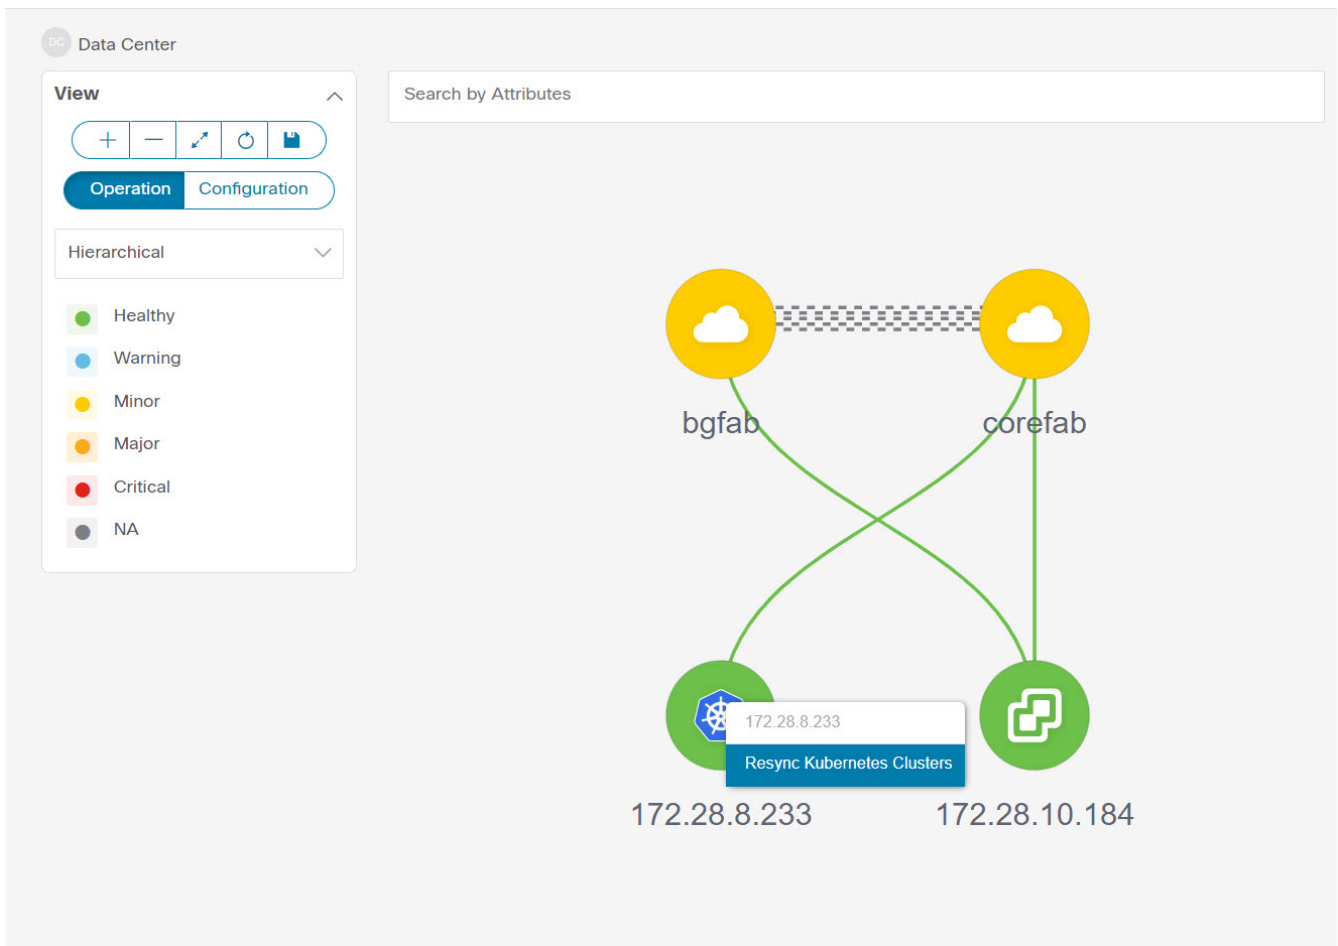 DC Data Center
View
Search by Attributes
Operation Configuration
Hierarchical
Healthy
Warning
Minor
Major
Critical
NA
bgfab
corefab
172.28.8.233
Resync Kubernetes Clusters
172.28.8.233
172.28.10.184